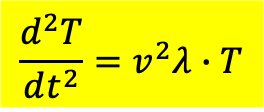 d²T/dt² = v²λ · T